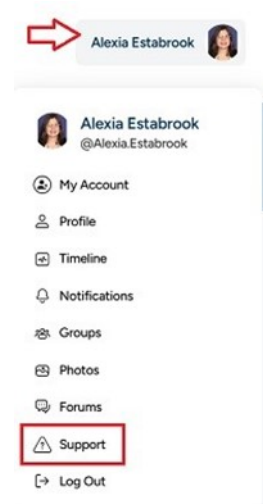 Alexia Estabrook
Alexia Estabrook
@Alexia.Estabrook
My Account
Profile
Timeline
Notifications
Groups
Photos
Forums
Support
Log Out